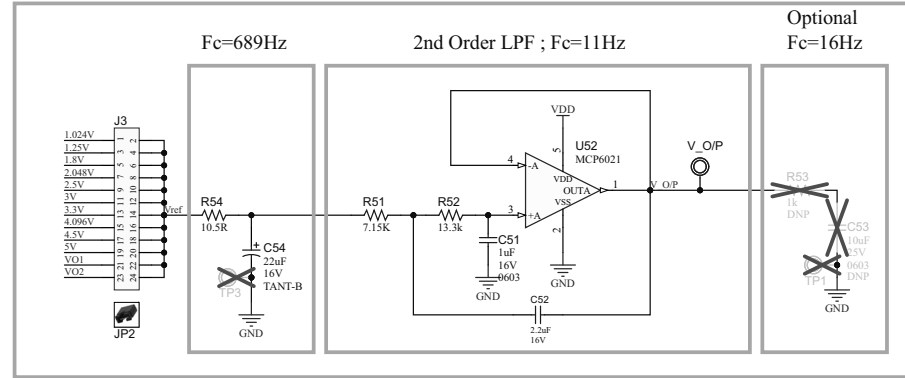 Optional
Fc=689Hz
2nd Order LPF ; Fc=11Hz
Fc=16Hz
J3
1.024V
1.25V
1.8V
2.048V
2.5V
3V
3.3V
4.096V
4.5V
5V
VO1
VO2
1 2
3 4
5 6
7 8
9 10
11 12
13 14
15 16
17 18
19 20
21 22
23 24
JP2
Vref
R54
10.5R
+
C54
22uF
16V
TANT-B
TP3
GND
R51
7.15K
R52
13.3k
C51
1uF
16V
0603
GND
VDD
U52
MCP6021
5
4
-A
VDD
OUTA
1
VSS
3
+A
2
GND
C52
2.2uF
16V
V_O/P
V_O/P
R53
1k
DNP
C53
10uF
25V
0603
DNP
TP1
GND